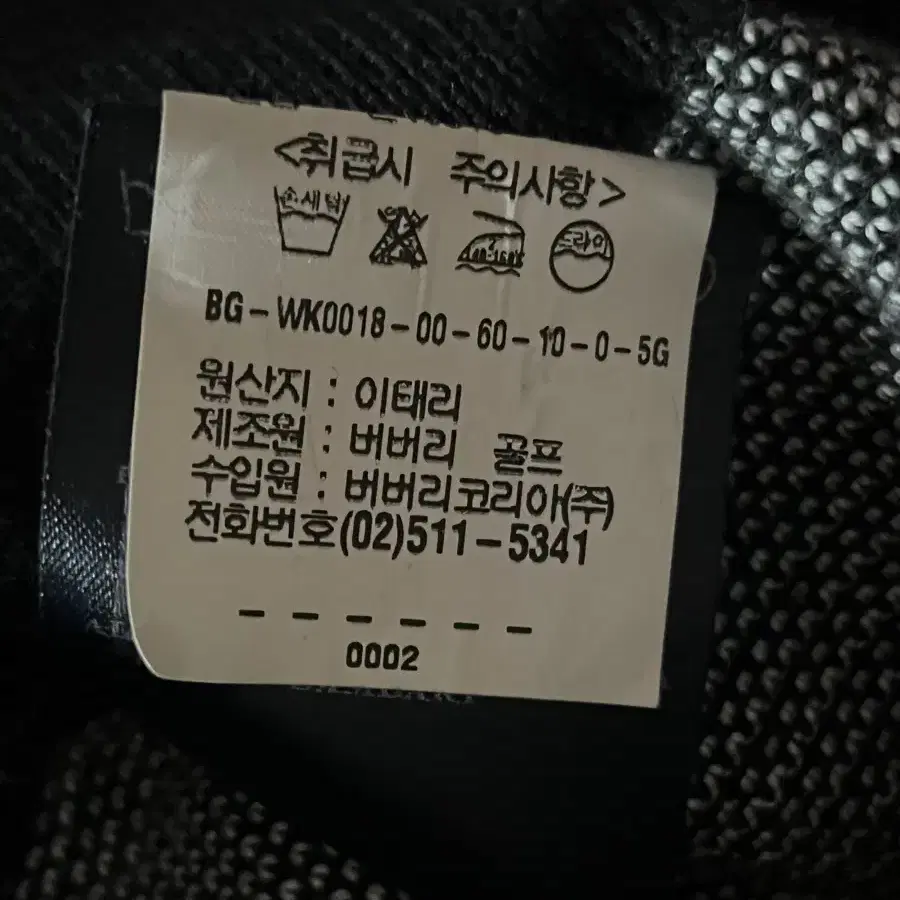 <취급시 주의사항>
손세탁
드라이
BG-WK0018-00-60-10-0-5G
원산지 : 이태리
제조원 : 버버리 골프
수입원 : 버버리코리아(주)
전화번호(02)511-5341
------
0002